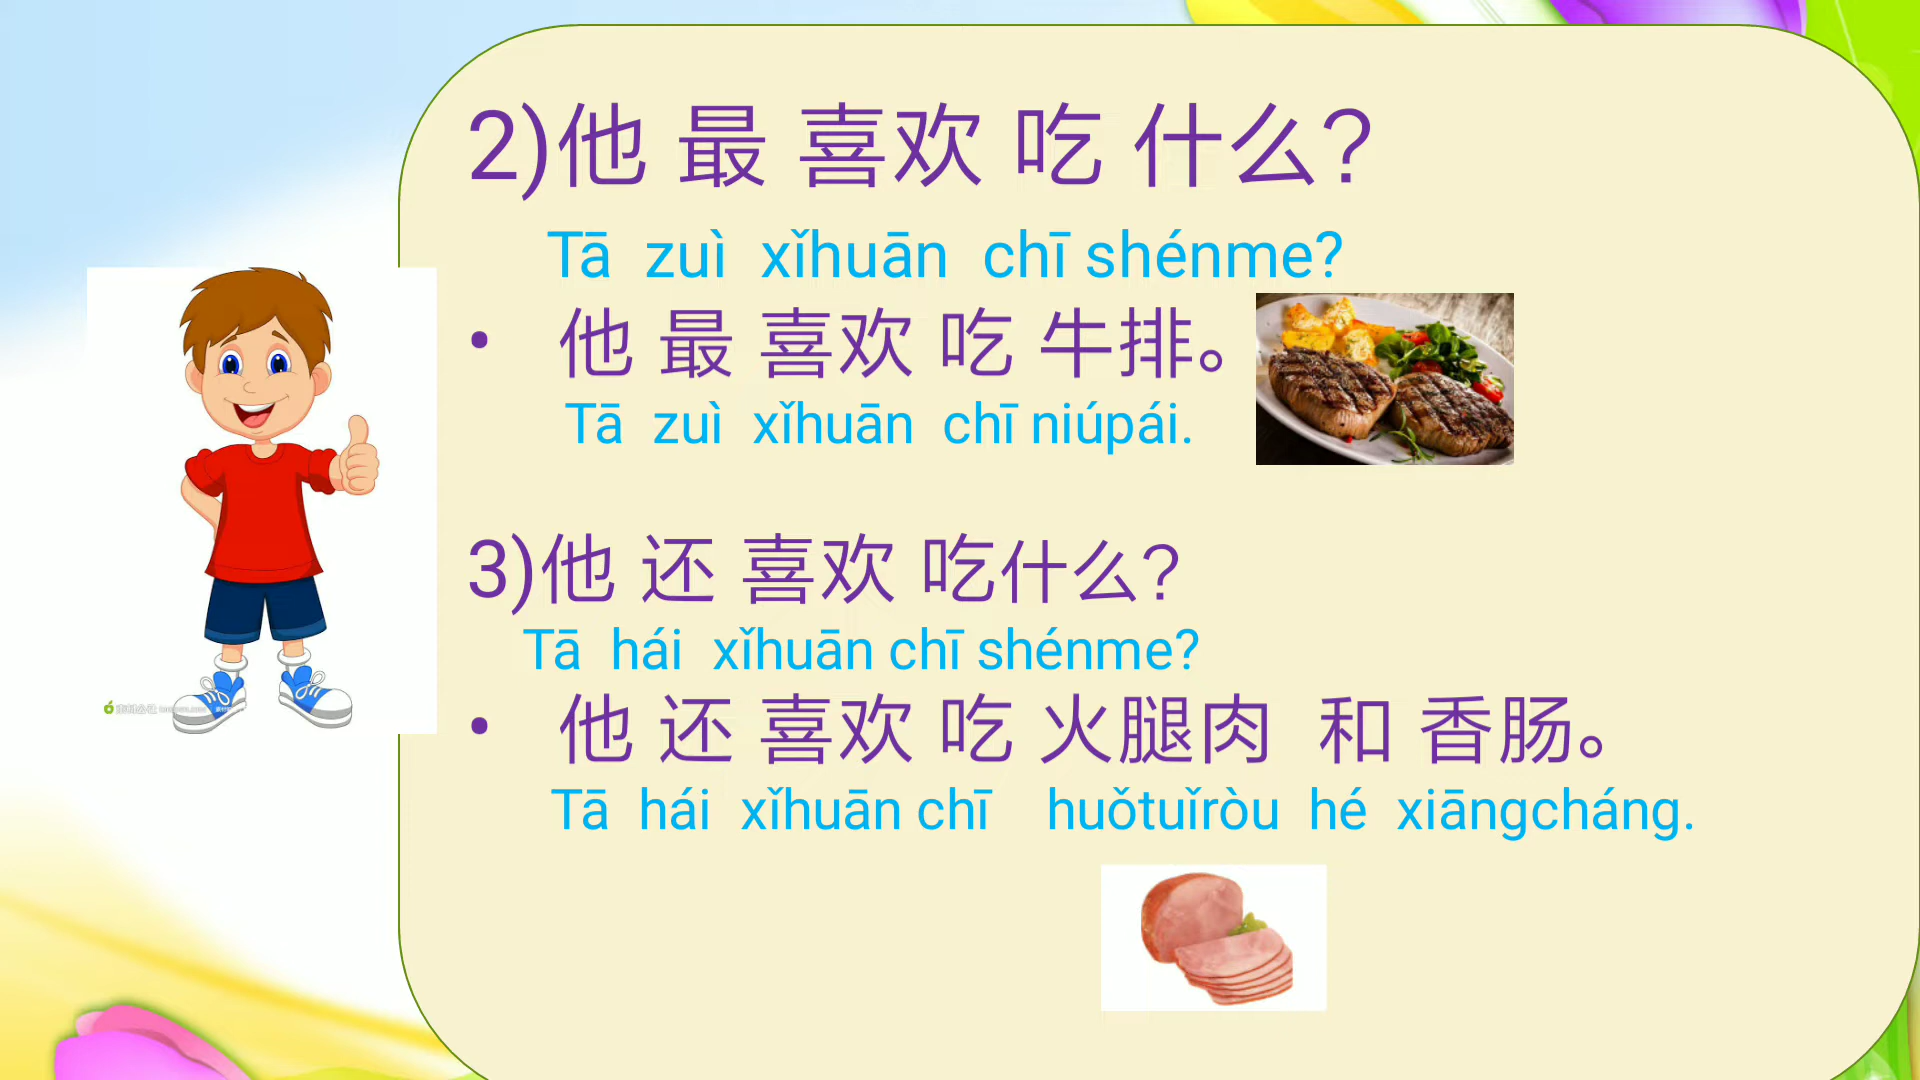 2)他 最 喜欢 吃 什么?
Tā zuì xǐhuān chī shénme?
• 他 最 喜欢 吃 牛排。
Tā zuì xǐhuān chī niúpái.
3)他 还 喜欢 吃什么?
Tā hái xǐhuān chī shénme?
• 他 还 喜欢 吃 火腿肉 和 香肠。
Tā hái xǐhuān chī huǒtuǐròu hé xiāngcháng.